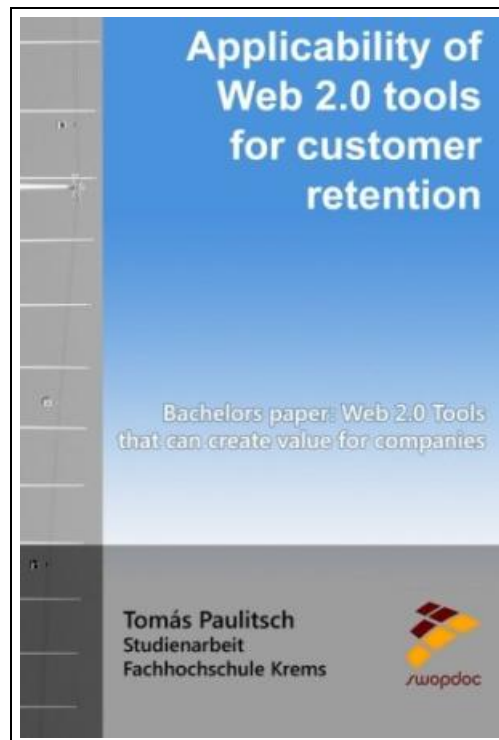 Applicability of
Web 2.0 tools
for customer
retention
Bachelors paper: Web 2.0 Tools
that can create value for companies
Tomás Paulitsch
Studienarbeit
Fachhochschule Krems
swopdoc